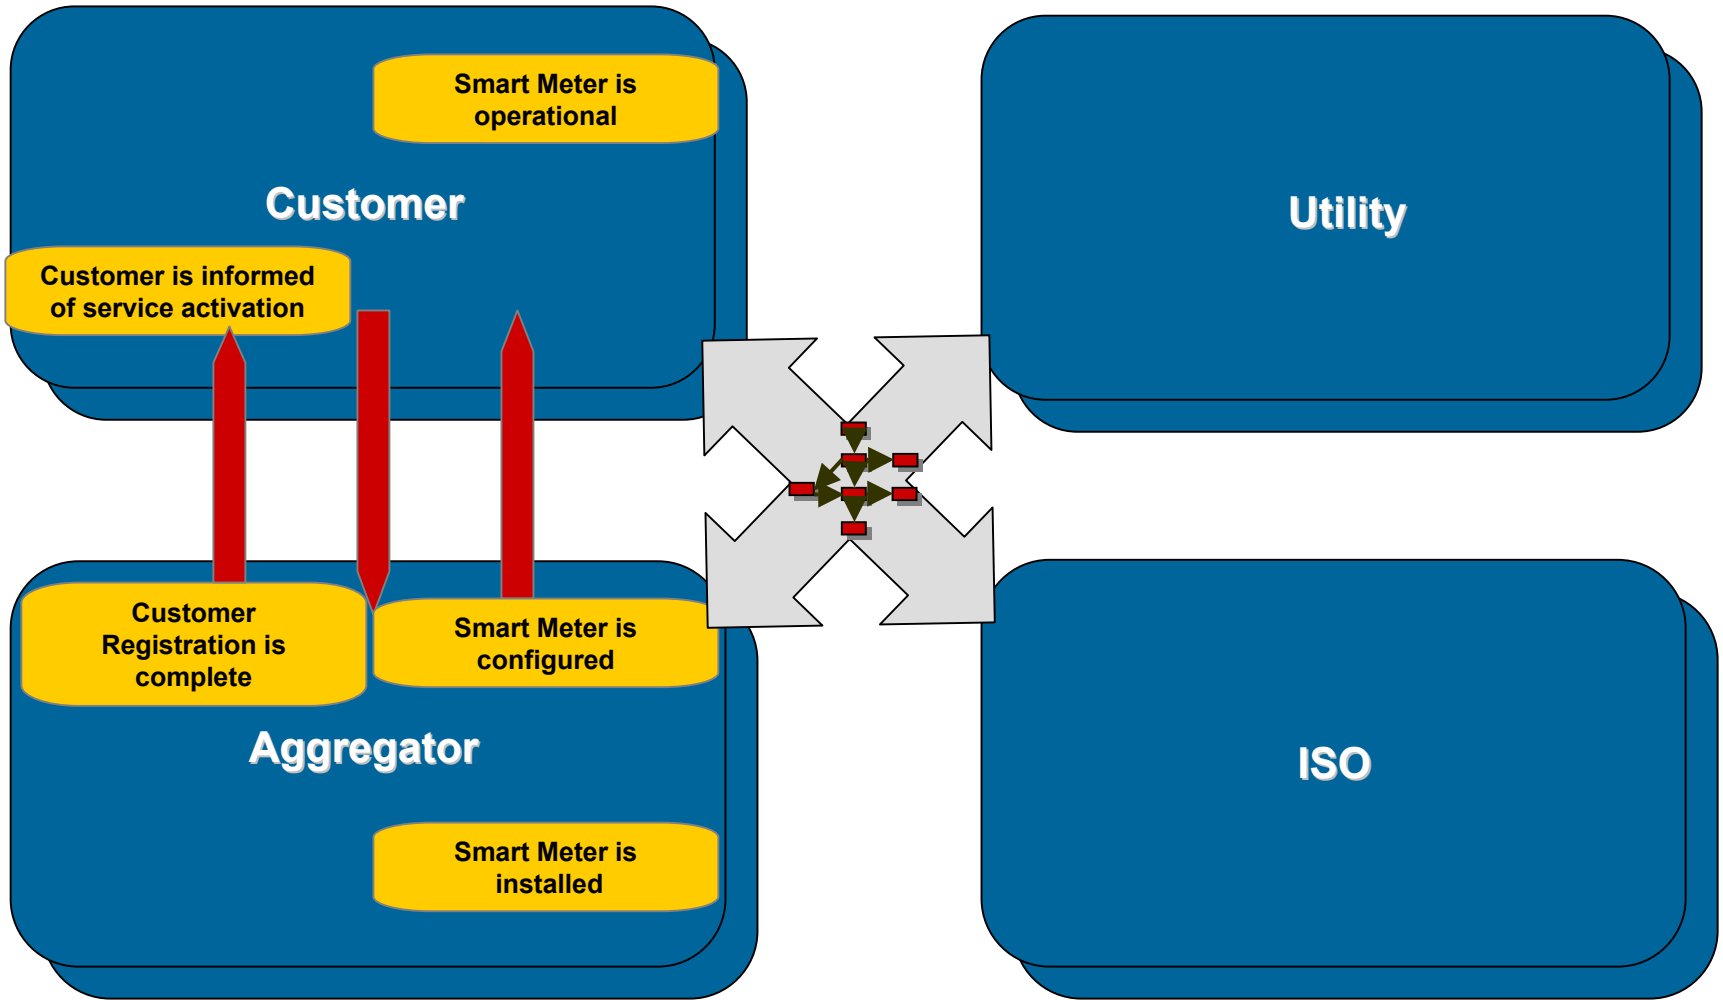 Smart Meter is
operational
Customer
Customer is informed
of service activation
Utility
Customer
Registration is
complete
Smart Meter is
configured
Aggregator
Smart Meter is
installed
ISO